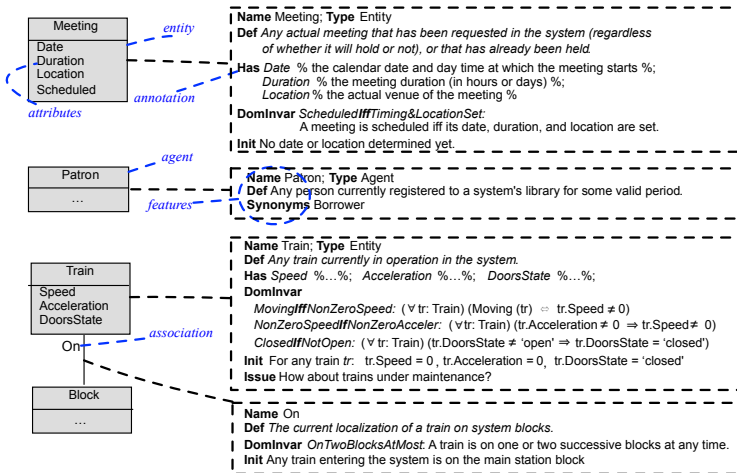 Meeting
Date
Duration
Location
Scheduled
entity
annotation
attributes
Name Meeting; Type Entity
Def Any actual meeting that has been requested in the system (regardless
of whether it will hold or not), or that has already been held.
Has Date % the calendar date and day time at which the meeting starts %;
Duration % the meeting duration (in hours or days) %;
Location % the actual venue of the meeting %
DomInvar ScheduledIffTiming&LocationSet:
A meeting is scheduled iff its date, duration, and location are set.
Init No date or location determined yet.
Patron
…
agent
features
Name Patron; Type Agent
Def Any person currently registered to a system's library for some valid period.
Synonyms Borrower
Train
Speed
Acceleration
DoorsState
On
association
Block
…
Name Train; Type Entity
Def Any train currently in operation in the system.
Has Speed %…%; Acceleration %…%; DoorsState %…%;
DomInvar
MovingIffNonZeroSpeed: (∀ tr: Train) (Moving (tr) ⇔ tr.Speed ≠ 0)
NonZeroSpeedIfNonZeroAcceler: (∀ tr: Train) (tr.Acceleration ≠ 0 ⇒ tr.Speed ≠ 0)
ClosedIfNotOpen: (∀ tr: Train) (tr.DoorsState ≠ 'open' ⇒ tr.DoorsState = 'closed')
Init For any train tr: tr.Speed = 0 , tr.Acceleration = 0, tr.DoorsState = 'closed'
Issue How about trains under maintenance?
Name On
Def The current localization of a train on system blocks.
DomInvar OnTwoBlocksAtMost: A train is on one or two successive blocks at any time.
Init Any train entering the system is on the main station block